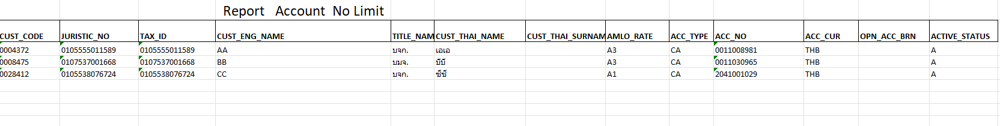 Report Account No Limit
CUST_CODE JURISTIC_NO TAX_ID CUST_ENG_NAME TITLE_NAM CUST_THAI_NAME CUST_THAI_SURNAM AMLO_RATE ACC_TYPE ACC_NO ACC_CUR OPN_ACC_BRN ACTIVE_STATUS
0004372 0105555011589 0105555011589 AA บจก. เอเอ A3 CA 0011008981 THB A
0008475 0107537001668 0107537001668 BB บมจ. บีบี A3 CA 0011030965 THB A
0028412 0105538076724 0105538076724 CC บจก. ซีซี A1 CA 2041001029 THB A